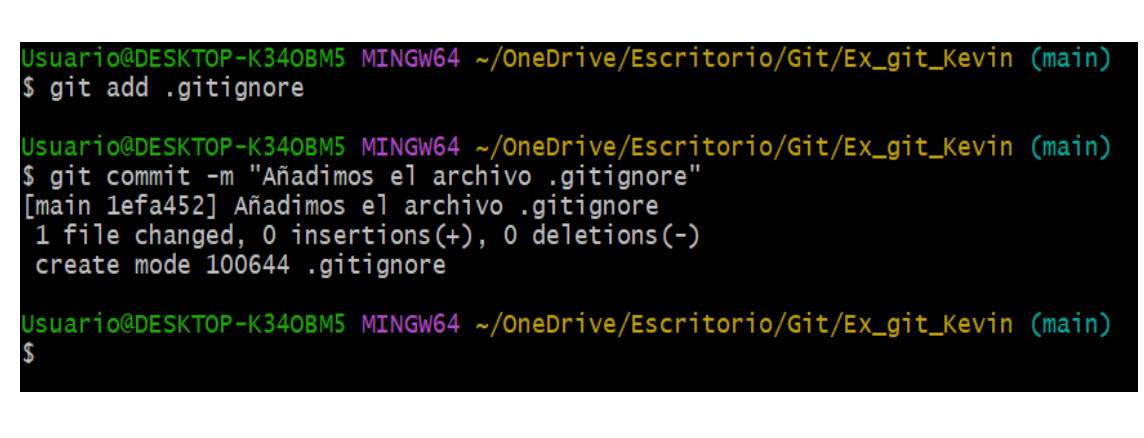 Usuario@DESKTOP-K34OBM5 MINGW64 ~/OneDrive/Escritorio/Git/Ex_git_Kevin (main)
$ git add .gitignore
Usuario@DESKTOP-K34OBM5 MINGW64 ~/OneDrive/Escritorio/Git/Ex_git_Kevin (main)
$ git commit -m "Añadimos el archivo .gitignore"
[main 1efa452] Añadimos el archivo .gitignore
 1 file changed, 0 insertions(+), 0 deletions(-)
 create mode 100644 .gitignore
Usuario@DESKTOP-K34OBM5 MINGW64 ~/OneDrive/Escritorio/Git/Ex_git_Kevin (main)
$